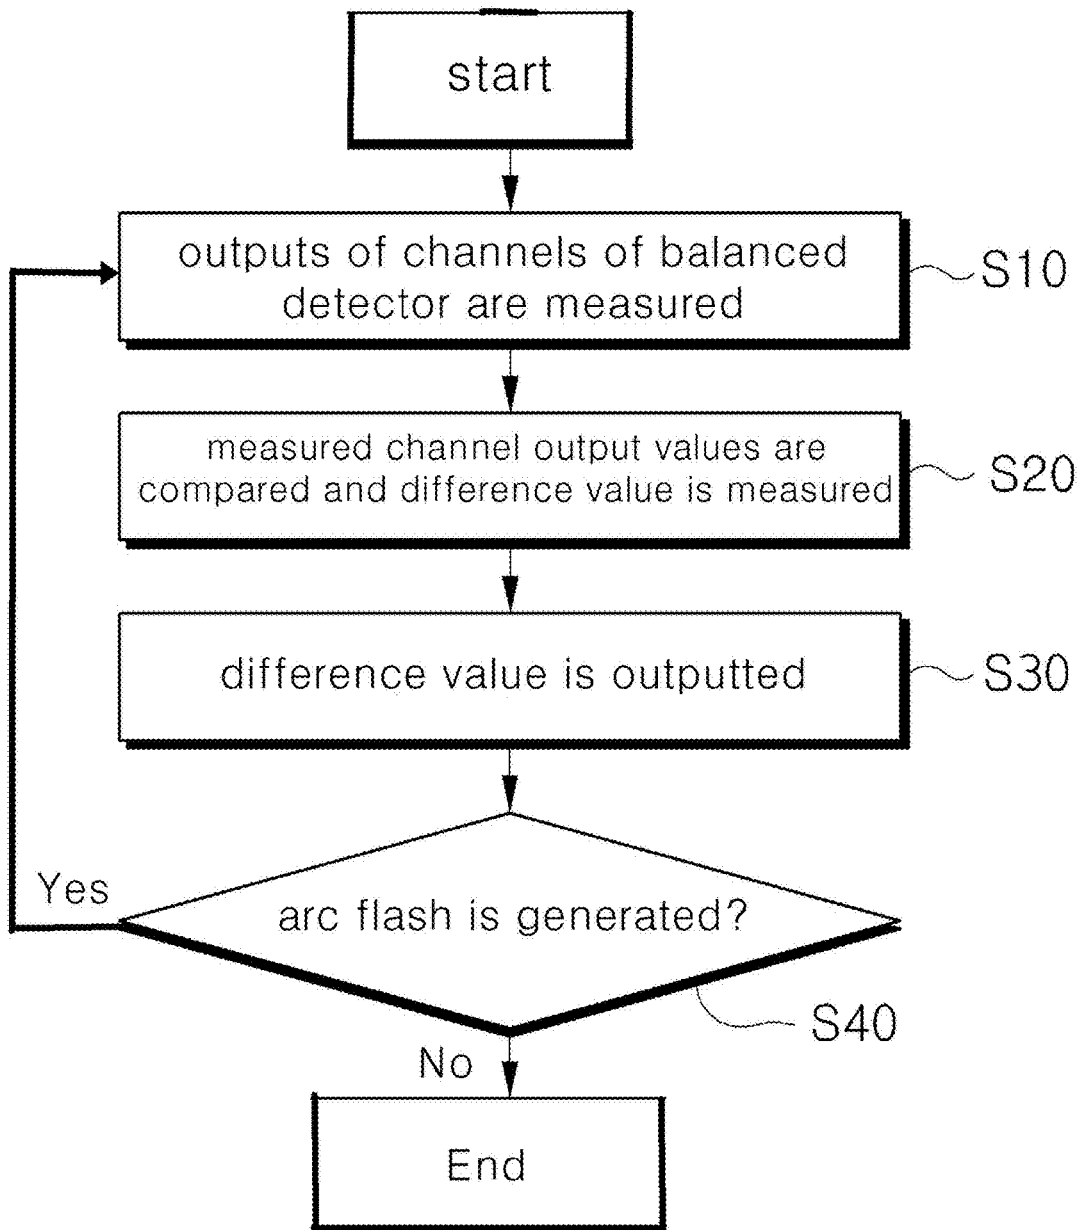 start
outputs of channels of balanced
detector are measured
S10
measured channel output values are
compared and difference value is measured
S20
difference value is outputted
S30
Yes
arc flash is generated?
S40
No
End